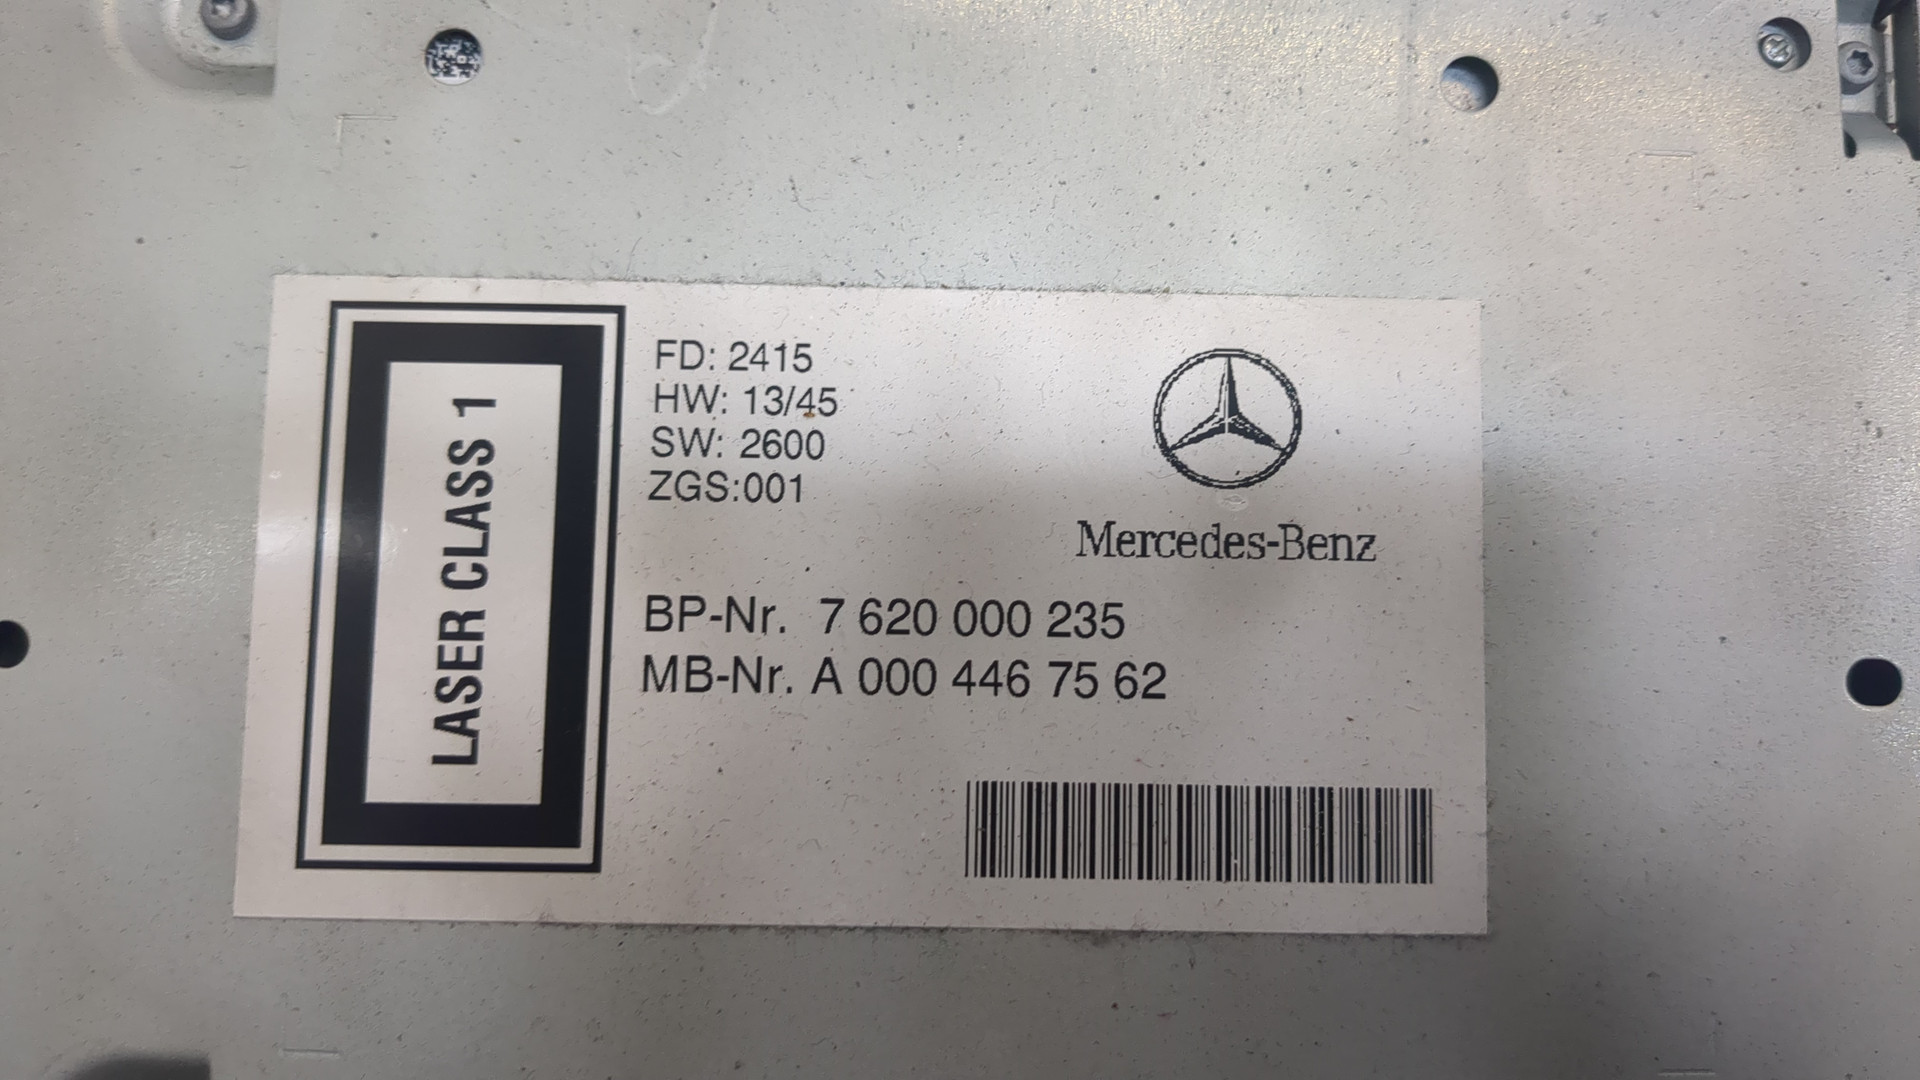 LASER CLASS 1
FD: 2415
HW: 13/45
SW: 2600
ZGS:001
Mercedes-Benz
BP-Nr. 7 620 000 235
MB-Nr. A 000 446 75 62